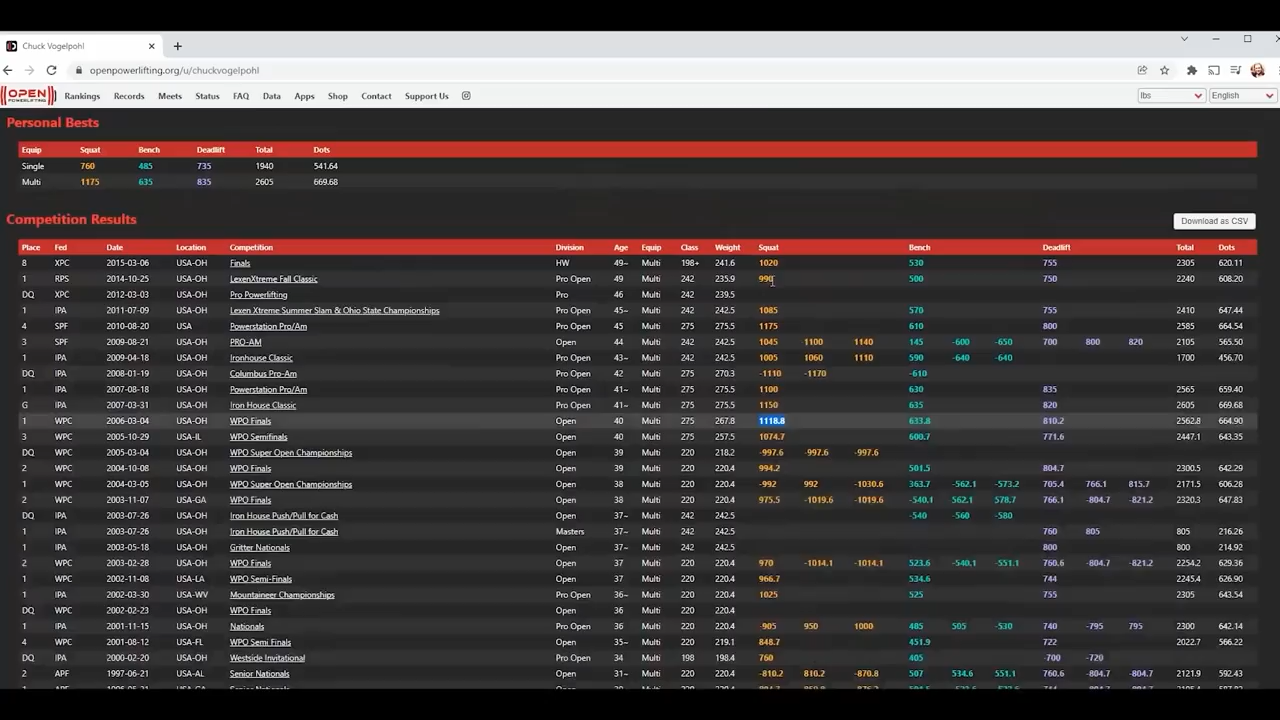 Chuck Vogelpohl
openpowerlifting.org/u/chuckvogelpohl
OPEN POWERLIFTING Rankings Records Meets Status FAQ Data Apps Shop Contact Support Us lbs English
Personal Bests
Equip Squat Bench Deadlift Total Dots
Single 760 485 735 1940 541.64
Multi 1175 635 835 2605 669.68
Competition Results Download as CSV
Place Fed Date Location Competition Division Age Equip Class Weight Squat Bench Deadlift Total Dots
8 XPC 2015-03-06 USA-OH Finals HW 49~ Multi 198+ 241.6 1020 530 755 2305 620.11
1 RPS 2014-10-25 USA-OH LexenXtreme Fall Classic Pro Open 49 Multi 242 235.9 990 500 750 2240 608.20
DQ XPC 2012-03-03 USA-OH Pro Powerlifting Pro 46 Multi 242 239.5
1 IPA 2011-07-09 USA-OH Lexen Xtreme Summer Slam & Ohio State Championships Pro Open 45~ Multi 242 242.5 1085 570 755 2410 647.44
4 SPF 2010-08-20 USA Powerstation Pro/Am Pro Open 45 Multi 275 275.5 1175 610 800 2585 664.54
3 SPF 2009-08-21 USA-OH PRO-AM Open 44 Multi 242 242.5 1045 1100 1140 145 -600 -650 700 800 820 2105 565.50
1 IPA 2009-04-18 USA-OH Ironhouse Classic Pro Open 43~ Multi 242 242.5 1005 1060 1110 590 -640 -640 1700 456.70
DQ IPA 2008-01-19 USA-OH Columbus Pro-Am Pro Open 42 Multi 275 270.3 -1110 -1170 -610
1 IPA 2007-08-18 USA-OH Powerstation Pro/Am Pro Open 41~ Multi 275 275.5 1100 630 835 2565 659.40
G IPA 2007-03-31 USA-OH Iron House Classic Pro Open 41~ Multi 275 275.5 1150 635 820 2605 669.68
1 WPC 2006-03-04 USA-OH WPO Finals Open 40 Multi 275 267.8 1118.8 633.8 810.2 2562.8 664.90
3 WPC 2005-10-29 USA-IL WPO Semifinals Open 40 Multi 275 257.5 1074.7 600.7 771.6 2447.1 643.35
DQ WPC 2005-03-04 USA-OH WPO Super Open Championships Open 39 Multi 220 218.2 -997.6 -997.6 -997.6
2 WPC 2004-10-08 USA-OH WPO Finals Open 39 Multi 220 220.4 994.2 501.5 804.7 2300.5 642.29
1 WPC 2004-03-05 USA-OH WPO Super Open Championships Open 38 Multi 242 220.4 -992 992 -1030.6 363.7 -562.1 -573.2 705.4 766.1 815.7 2171.5 606.28
2 WPC 2003-11-07 USA-GA WPO Finals Open 38 Multi 220 220.4 975.5 -1019.6 -1019.6 -540.1 562.1 578.7 766.1 -804.7 -821.2 2320.3 647.83
DQ IPA 2003-07-26 USA-OH Iron House Push/Pull for Cash Open 37~ Multi 242 242.5 -540 -560 -580
1 IPA 2003-07-26 USA-OH Iron House Push/Pull for Cash Masters 37~ Multi 242 242.5 760 805 805 216.26
1 IPA 2003-05-18 USA-OH Gritter Nationals Open 37~ Multi 242 242.5 800 800 214.92
2 WPC 2003-02-28 USA-OH WPO Finals Open 37 Multi 220 220.4 970 -1014.1 -1014.1 523.6 -540.1 -551.1 760.6 -804.7 -821.2 2254.2 629.36
1 WPC 2002-11-08 USA-LA WPO Semi-Finals Open 37 Multi 220 220.4 966.7 534.6 744 2245.4 626.90
1 IPA 2002-03-30 USA-WV Mountaineer Championships Pro Open 36~ Multi 220 220.4 1025 525 755 2305 643.54
DQ WPC 2002-02-23 USA-OH WPO Finals Open 36 Multi 220 220.4
1 IPA 2001-11-15 USA-OH Nationals Pro Open 36~ Multi 220 220.4 -905 950 1000 405 505 -530 740 -795 795 2300 642.14
4 WPC 2001-08-12 USA-FL WPO Semi Finals Open 35~ Multi 220 219.1 848.7 451.9 722 2022.7 566.22
DQ IPA 2000-02-20 USA-OH Westside Invitational Pro Open 34 Multi 198 198.4 760 405 -700 -720
2 APF 1997-06-21 USA-AL Senior Nationals Open 31~ Multi 220 220.4 -810.2 810.2 -870.8 507 534.6 551.1 760.6 -804.7 -804.7 2121.9 592.43